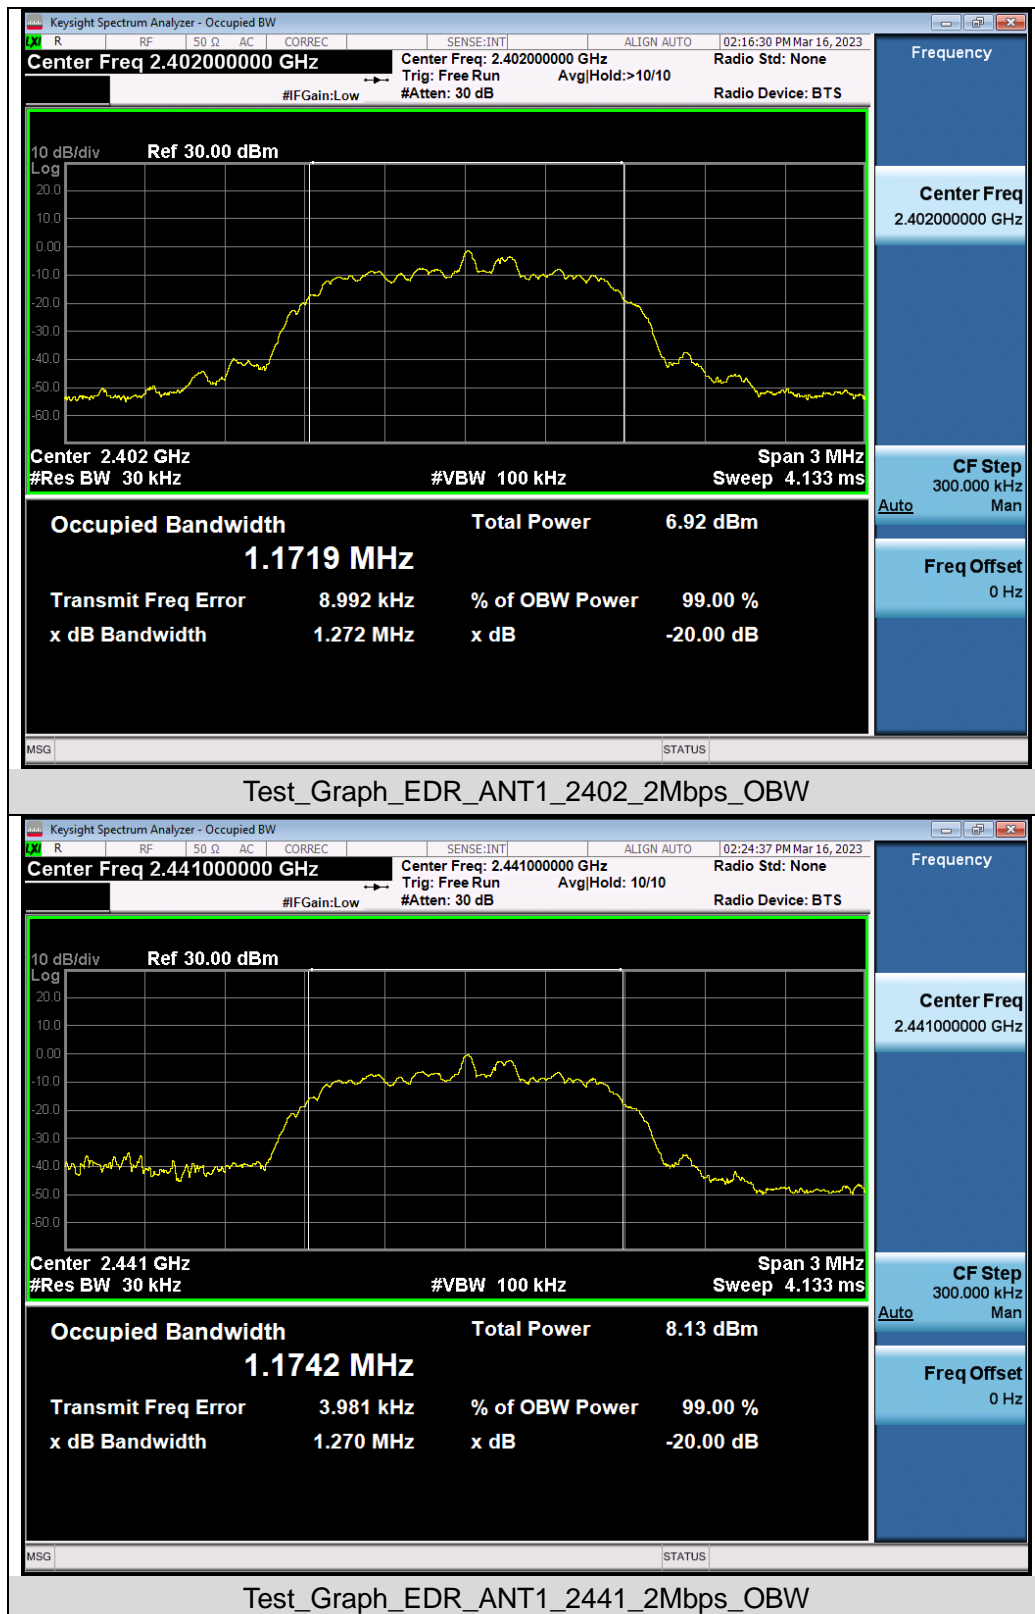 Keysight Spectrum Analyzer - Occupied BW
LXI R RF 50 Ω AC CORREC SENSE:INT ALIGN AUTO 02:16:30 PM Mar 16, 2023
Center Freq 2.402000000 GHz
Center Freq: 2.402000000 GHz Radio Std: None
Trig: Free Run Avg|Hold:>10/10
#IFGain:Low #Atten: 30 dB Radio Device: BTS
10 dB/div Ref 30.00 dBm
Log
20.0
10.0
0.00
-10.0
-20.0
-30.0
-40.0
-50.0
-60.0
Center 2.402 GHz Span 3 MHz
#Res BW 30 kHz #VBW 100 kHz Sweep 4.133 ms
Occupied Bandwidth Total Power 6.92 dBm
1.1719 MHz
Transmit Freq Error 8.992 kHz % of OBW Power 99.00 %
x dB Bandwidth 1.272 MHz x dB -20.00 dB
MSG STATUS
Frequency
Center Freq
2.402000000 GHz
CF Step
300.000 kHz
Auto Man
Freq Offset
0 Hz
Test_Graph_EDR_ANT1_2402_2Mbps_OBW
Keysight Spectrum Analyzer - Occupied BW
LXI R RF 50 Ω AC CORREC SENSE:INT ALIGN AUTO 02:24:37 PM Mar 16, 2023
Center Freq 2.441000000 GHz
Center Freq: 2.441000000 GHz Radio Std: None
Trig: Free Run Avg|Hold: 10/10
#IFGain:Low #Atten: 30 dB Radio Device: BTS
10 dB/div Ref 30.00 dBm
Log
20.0
10.0
0.00
-10.0
-20.0
-30.0
-40.0
-50.0
-60.0
Center 2.441 GHz Span 3 MHz
#Res BW 30 kHz #VBW 100 kHz Sweep 4.133 ms
Occupied Bandwidth Total Power 8.13 dBm
1.1742 MHz
Transmit Freq Error 3.981 kHz % of OBW Power 99.00 %
x dB Bandwidth 1.270 MHz x dB -20.00 dB
MSG STATUS
Frequency
Center Freq
2.441000000 GHz
CF Step
300.000 kHz
Auto Man
Freq Offset
0 Hz
Test_Graph_EDR_ANT1_2441_2Mbps_OBW